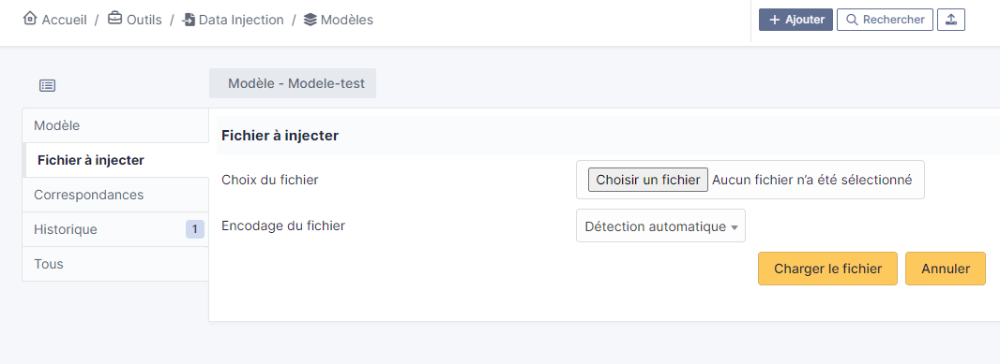 Accueil / Outils / Data Injection / Modèles
Ajouter
Rechercher
Modèle - Modele-test
Modèle
Fichier à injecter
Correspondances
Historique 1
Tous
Fichier à injecter
Choix du fichier
Choisir un fichier Aucun fichier n'a été sélectionné
Encodage du fichier
Détection automatique
Charger le fichier
Annuler